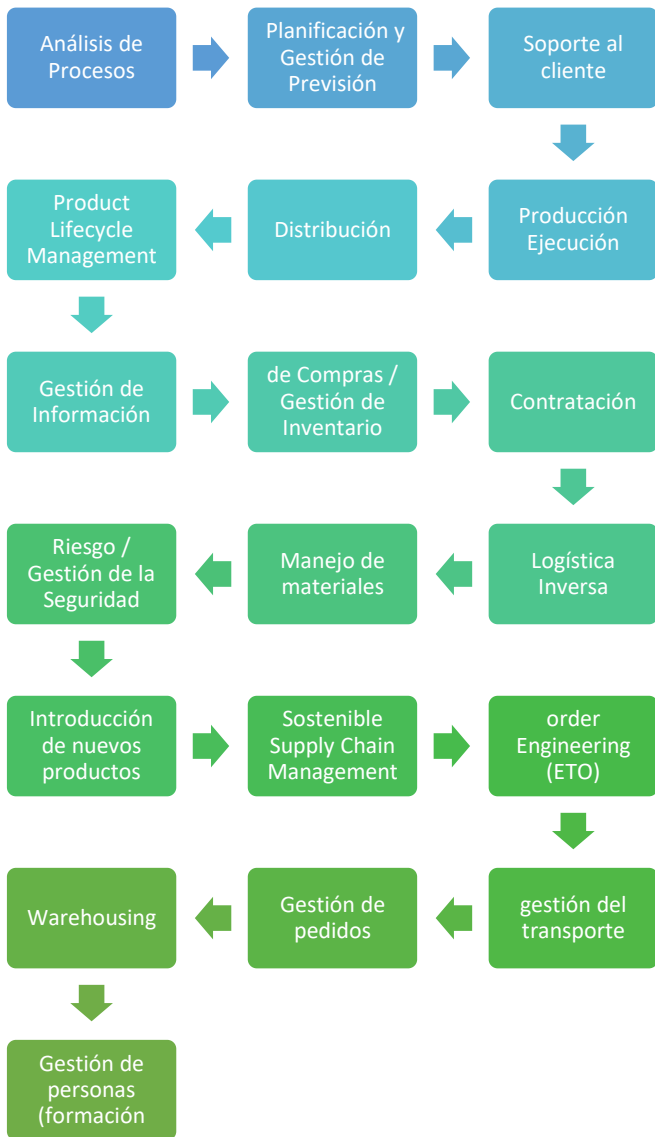 Análisis de
Procesos
Planificación y
Gestión de
Previsión
Soporte al
cliente
Producción
Ejecución
Distribución
Product
Lifecycle
Management
Gestión de
Información
de Compras /
Gestión de
Inventario
Contratación
Logística
Inversa
Manejo de
materiales
Riesgo /
Gestión de la
Seguridad
Introducción
de nuevos
productos
Sostenible
Supply Chain
Management
order
Engineering
(ETO)
gestión del
transporte
Gestión de
pedidos
Warehousing
Gestión de
personas
(formación